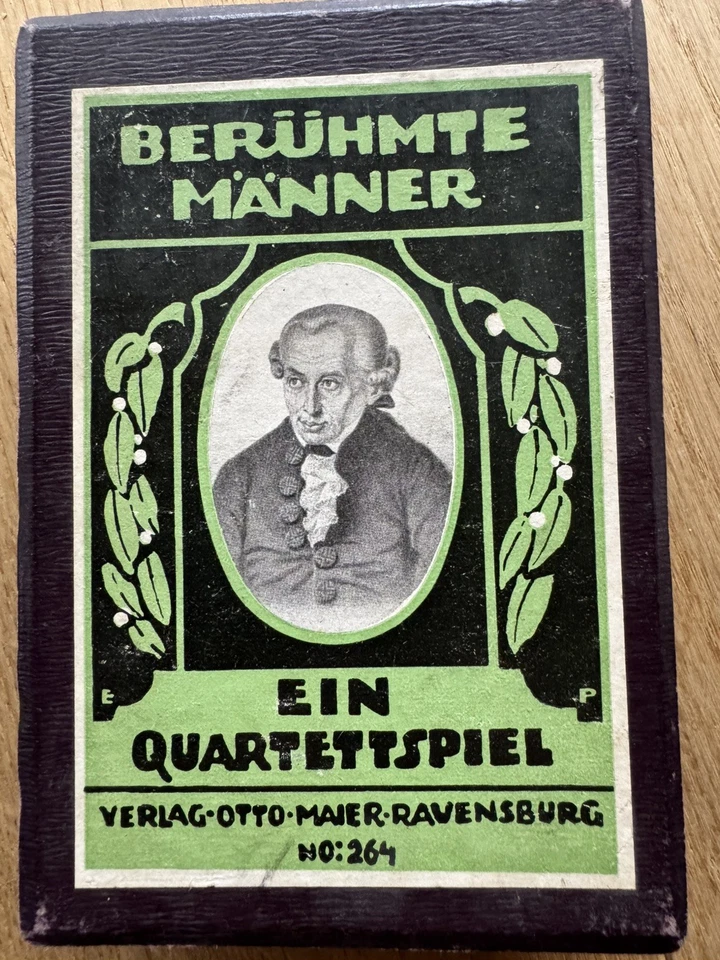 BERÜHMTE
MÄNNER
E P
EIN
QUARTETTSPIEL
VERLAG·OTTO·MAIER·RAVENSBURG
NO:264